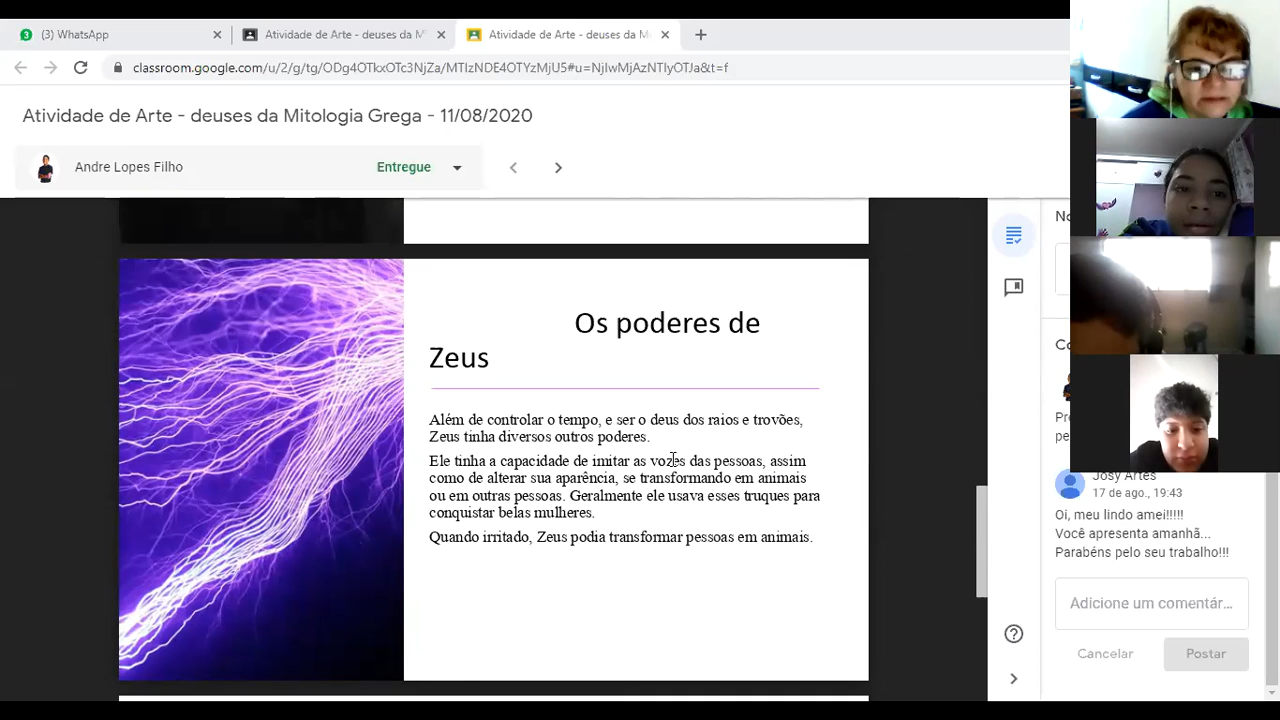 (3) WhatsApp
Atividade de Arte - deuses da M
Atividade de Arte - deuses da M
classroom.google.com/u/2/g/tg/ODg4OTkxOTc3NjZa/MTIzNDE4OTYzMjU5#u=NjIwMjAzNTIyOTJa&t=f
Atividade de Arte - deuses da Mitologia Grega - 11/08/2020
Andre Lopes Filho
Entregue
Os poderes de
Zeus
Além de controlar o tempo, e ser o deus dos raios e trovões,
Zeus tinha diversos outros poderes.
Ele tinha a capacidade de imitar as vozes das pessoas, assim
como de alterar sua aparência, se transformando em animais
ou em outras pessoas. Geralmente ele usava esses truques para
conquistar belas mulheres.
Quando irritado, Zeus podia transformar pessoas em animais.
No
Co
Pre
pe
Josy Artes
17 de ago., 19:43
Oi, meu lindo amei!!!!!
Você apresenta amanhã...
Parabéns pelo seu trabalho!!!
Adicione um comentár...
Cancelar
Postar